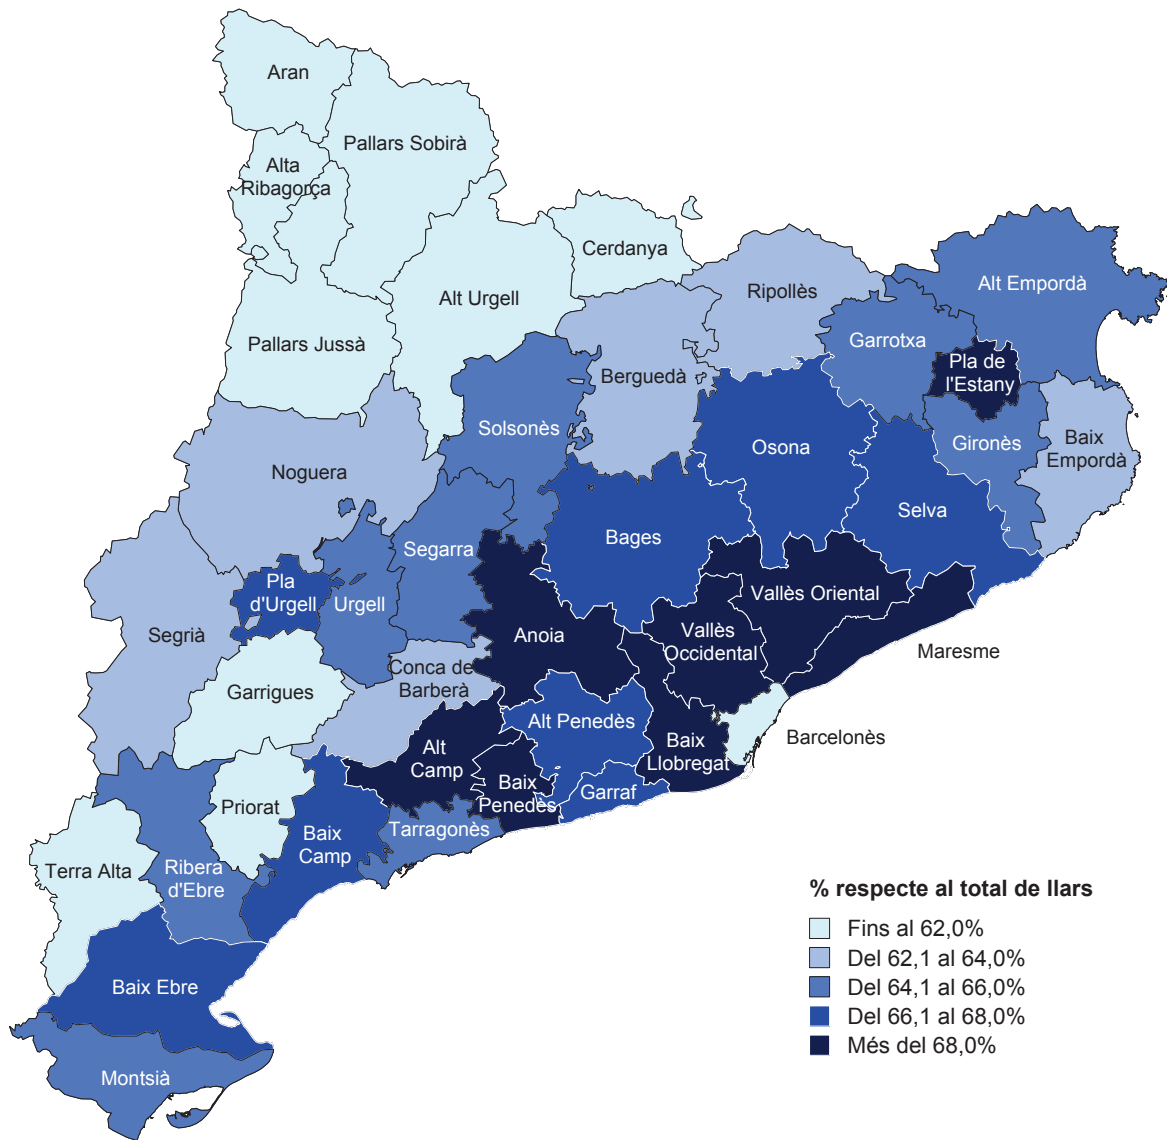 Aran
Pallars Sobirà
Alta
Ribagorça
Cerdanya
Alt Urgell
Ripollès
Alt Empordà
Pallars Jussà
Garrotxa
Pla de
l'Estany
Berguedà
Solsonès
Gironès
Baix
Empordà
Osona
Noguera
Selva
Bages
Segarra
Pla
d'Urgell
Urgell
Vallès Oriental
Segrià
Anoia
Vallès
Occidental
Maresme
Conca de
Barberà
Garrigues
Alt Penedès
Barcelonès
Baix
Llobregat
Alt
Camp
Baix
Penedès
Garraf
Priorat
Baix
Camp
Tarragonès
Terra Alta
Ribera
d'Ebre
Baix Ebre
Montsià
% respecte al total de llars
Fins al 62,0%
Del 62,1 al 64,0%
Del 64,1 al 66,0%
Del 66,1 al 68,0%
Més del 68,0%